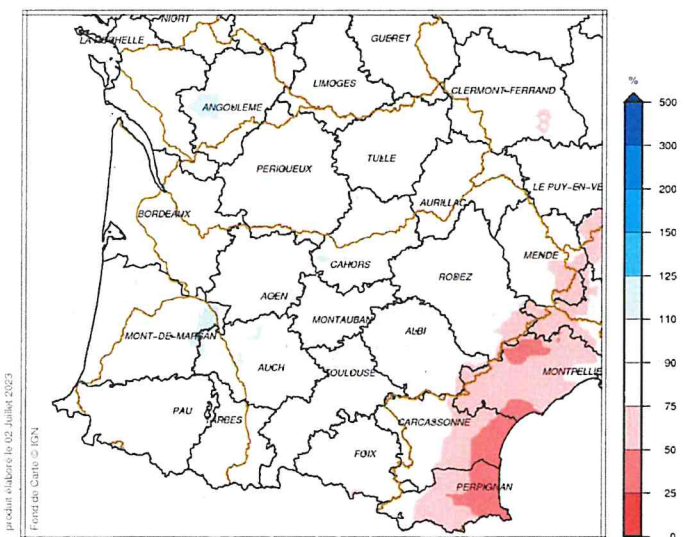 NIORT
GUERET
LIMOGES
CLERMONT-FERRAND
ANGOULEME
PERIGUEUX
TULLE
LE PUY-EN-VE
AURILLAC
BORDEAUX
MENDE
CAHORS
RODEZ
AGEN
MONTAUBAN
ALBI
MONT-DE-MARSAN
AUCH
TOULOUSE
MONTPELLIE
PAU
TARBES
CARCASSONNE
FOIX
PERPIGNAN
%
500
300
200
150
125
110
90
75
50
25
0
produit élaboré le 02 Juillet 2023
Fond de Carte © IGN